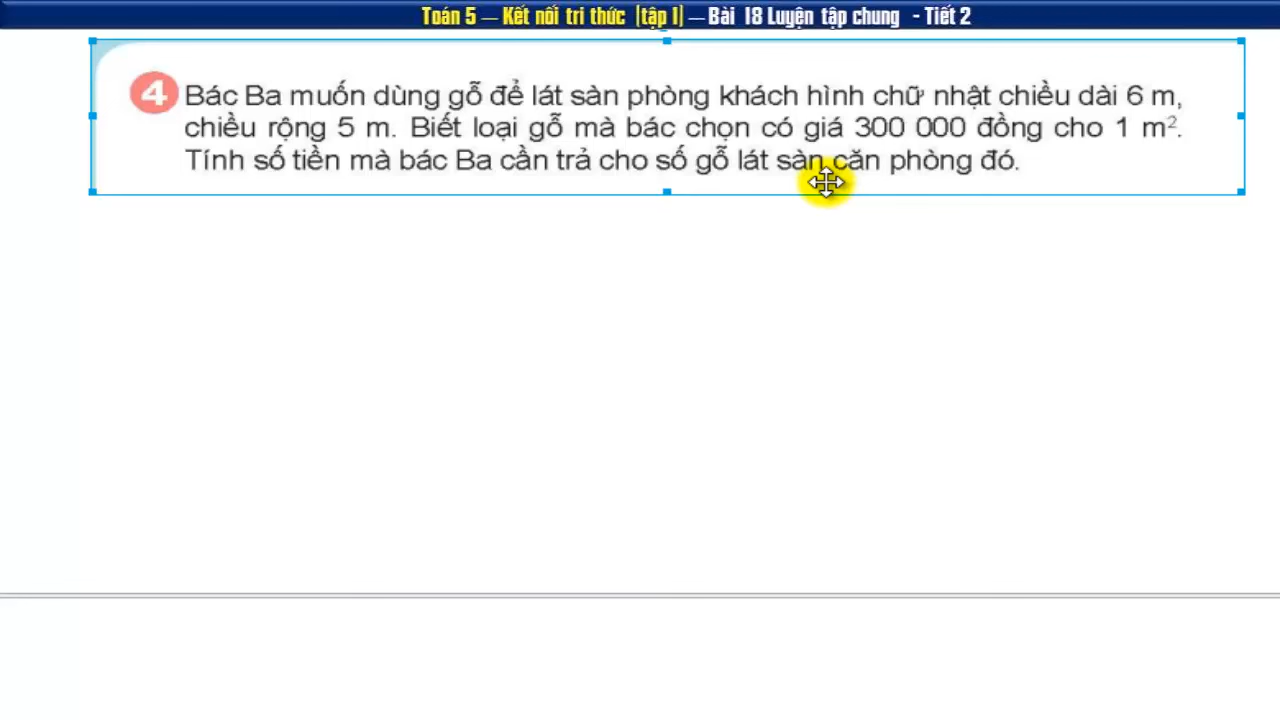 Toán 5 – Kết nối tri thức (tập 1) – Bài 18 Luyện tập chung - Tiết 2
4 Bác Ba muốn dùng gỗ để lát sàn phòng khách hình chữ nhật chiều dài 6 m,
chiều rộng 5 m. Biết loại gỗ mà bác chọn có giá 300 000 đồng cho 1 m².
Tính số tiền mà bác Ba cần trả cho số gỗ lát sàn căn phòng đó.